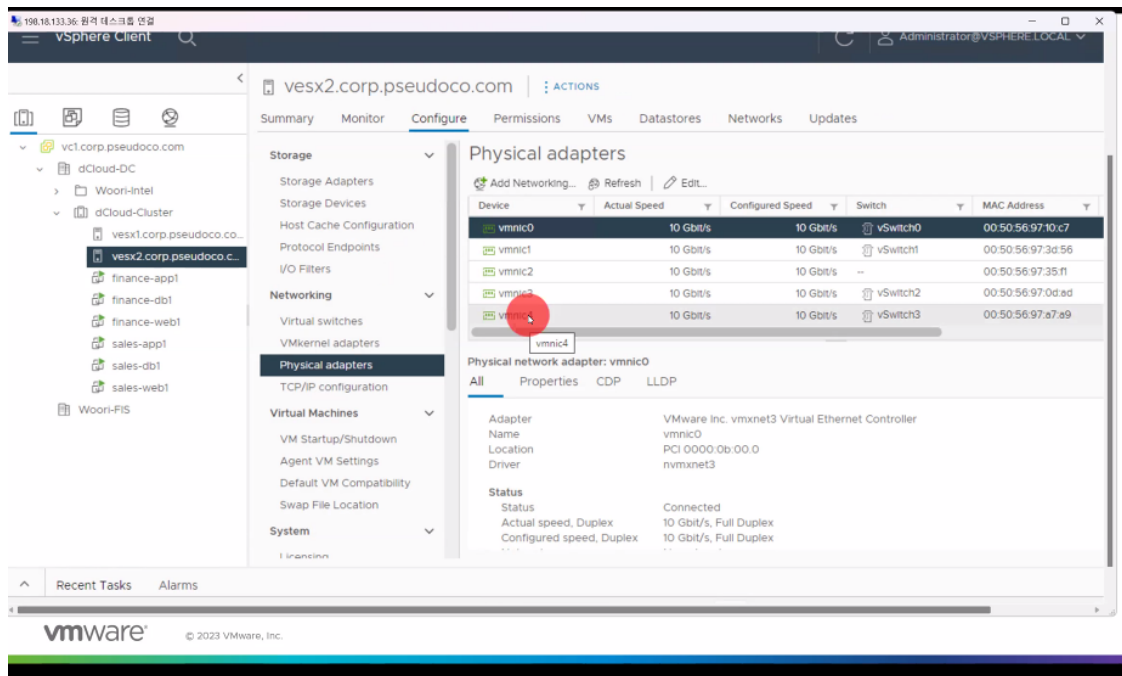 198.18.133.36: 원격 데스크톱 연결
vSphere Client
Administrator@VSPHERE.LOCAL
vc1.corp.pseudoco.com
dCloud-DC
Woori-Intel
dCloud-Cluster
vesx1.corp.pseudoco.co...
vesx2.corp.pseudoco.c...
finance-app1
finance-db1
finance-web1
sales-app1
sales-db1
sales-web1
Woori-FIS
vesx2.corp.pseudoco.com
ACTIONS
Summary Monitor Configure Permissions VMs Datastores Networks Updates
Storage
Storage Adapters
Storage Devices
Host Cache Configuration
Protocol Endpoints
I/O Filters
Networking
Virtual switches
VMkernel adapters
Physical adapters
TCP/IP configuration
Virtual Machines
VM Startup/Shutdown
Agent VM Settings
Default VM Compatibility
Swap File Location
System
Licensing
Physical adapters
Add Networking... Refresh Edit...
Device Actual Speed Configured Speed Switch MAC Address
vmnic0 10 Gbit/s 10 Gbit/s vSwitch0 00:50:56:97:10:c7
vmnic1 10 Gbit/s 10 Gbit/s vSwitch1 00:50:56:97:3d:56
vmnic2 10 Gbit/s 10 Gbit/s -- 00:50:56:97:35:f1
vmnic3 10 Gbit/s 10 Gbit/s vSwitch2 00:50:56:97:0d:ad
vmnic4 10 Gbit/s 10 Gbit/s vSwitch3 00:50:56:97:a7:a9
vmnic4
Physical network adapter: vmnic0
All Properties CDP LLDP
Adapter VMware Inc. vmxnet3 Virtual Ethernet Controller
Name vmnic0
Location PCI 0000:0b:00.0
Driver nvmxnet3
Status
Status Connected
Actual speed, Duplex 10 Gbit/s, Full Duplex
Configured speed, Duplex 10 Gbit/s, Full Duplex
Recent Tasks Alarms
vmware © 2023 VMware, Inc.